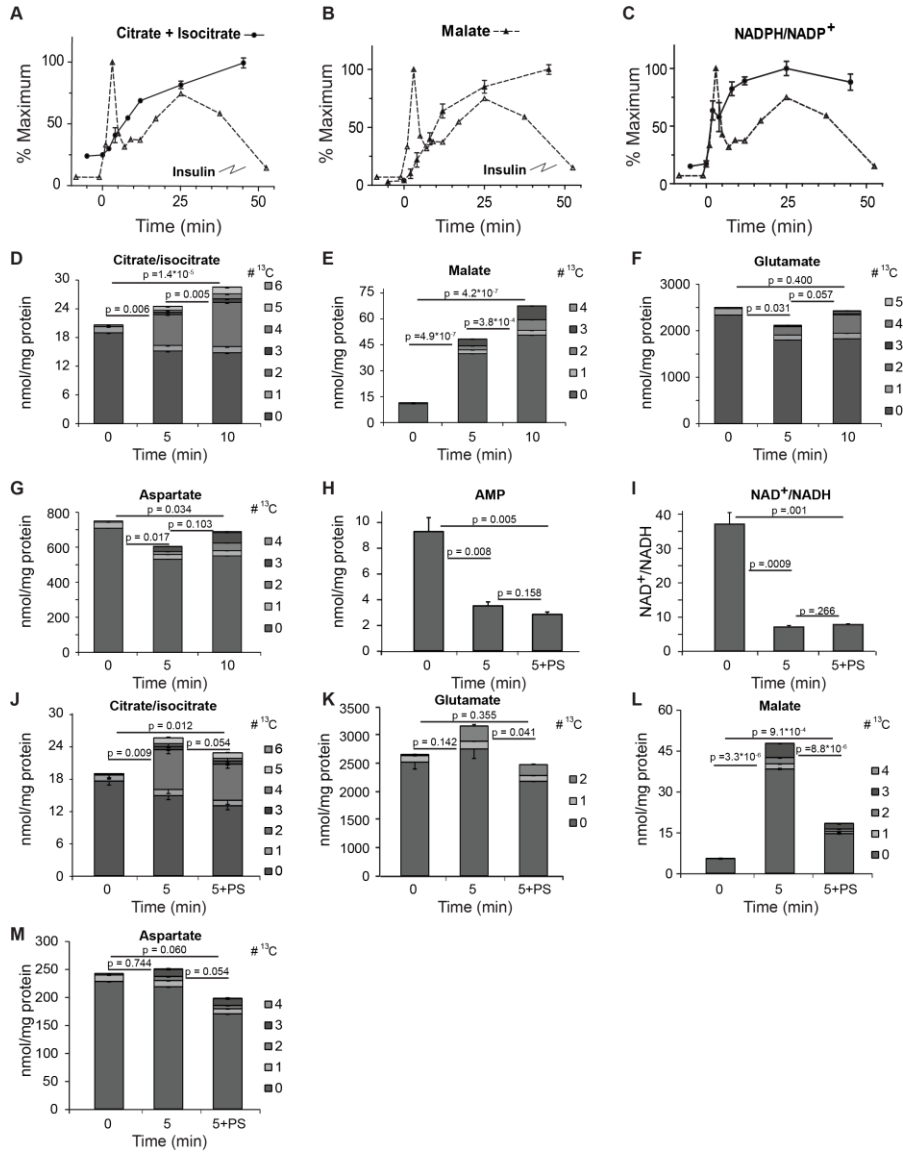 A
Citrate + Isocitrate
% Maximum
100
75
50
25
0
Insulin
0
25
50
Time (min)
B
Malate
% Maximum
100
75
50
25
0
Insulin
0
25
50
Time (min)
C
NADPH/NADP+
% Maximum
100
50
0
0
25
50
Time (min)
D
Citrate/isocitrate
# 13C
p =1.4*10-5
p = 0.006
p = 0.005
nmol/mg protein
30
24
18
12
6
0
0
5
10
Time (min)
6
5
4
3
2
1
0
E
Malate
# 13C
p = 4.2*10-7
p =4.9*10-7
p =3.8*10-4
nmol/mg protein
75
60
45
30
15
0
0
5
10
Time (min)
4
3
2
1
0
F
Glutamate
# 13C
p = 0.400
p = 0.031
p = 0.057
nmol/mg protein
3000
2000
1000
0
0
5
10
Time (min)
5
4
3
2
1
0
G
Aspartate
# 13C
p = 0.034
p = 0.017
p = 0.103
nmol/mg protein
800
600
400
200
0
0
5
10
Time (min)
4
3
2
1
0
H
AMP
p = 0.005
p = 0.008
p = 0.158
nmol/mg protein
10
8
6
4
2
0
0
5
5+PS
Time (min)
I
NAD+/NADH
p =.001
p =.0009
p =.266
NAD+/NADH
40
30
20
10
0
0
5
5+PS
Time (min)
J
Citrate/isocitrate
# 13C
p = 0.012
p = 0.009
p = 0.054
nmol/mg protein
30
24
18
12
6
0
0
5
5+PS
Time (min)
6
5
4
3
2
1
0
K
Glutamate
# 13C
p = 0.355
p = 0.142
p = 0.041
nmol/mg protein
3500
3000
2500
2000
1500
1000
500
0
0
5
5+PS
Time (min)
2
1
0
L
Malate
# 13C
p = 9.1*10-4
p =3.3*10-6
p =8.8*10-6
nmol/mg protein
60
45
30
15
0
0
5
5+PS
Time (min)
4
3
2
1
0
M
Aspartate
# 13C
p = 0.060
p = 0.744
p = 0.054
nmol/mg protein
300
250
200
150
100
50
0
0
5
5+PS
Time (min)
4
3
2
1
0